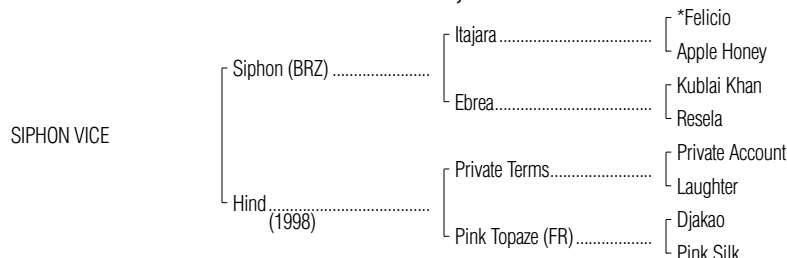 *Felicio
Itajara
Apple Honey
Siphon (BRZ)
Kublai Khan
Ebrea
Resela
SIPHON VICE
Private Account
Private Terms
Laughter
Hind
(1998)
Djakao
Pink Topaze (FR)
Pink Silk